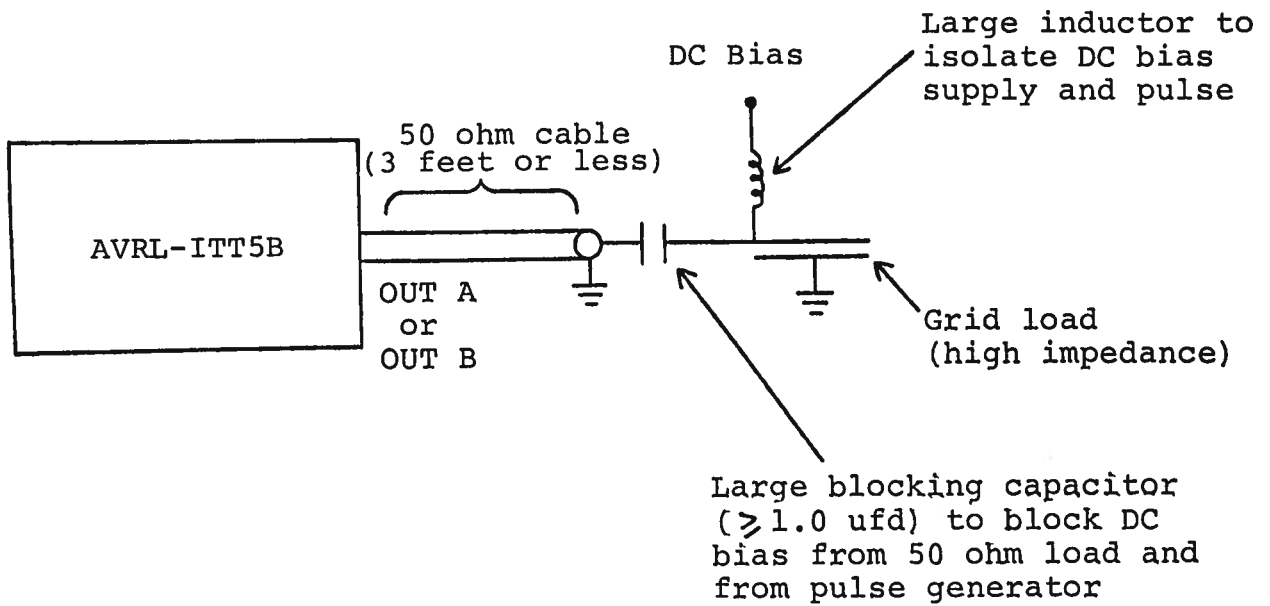 Large inductor to
isolate DC bias
supply and pulse
DC Bias
50 ohm cable
(3 feet or less)
AVRL-ITT5B
OUT A
or
OUT B
Grid load
(high impedance)
Large blocking capacitor
(⩾1.0 ufd) to block DC
bias from 50 ohm load and
from pulse generator